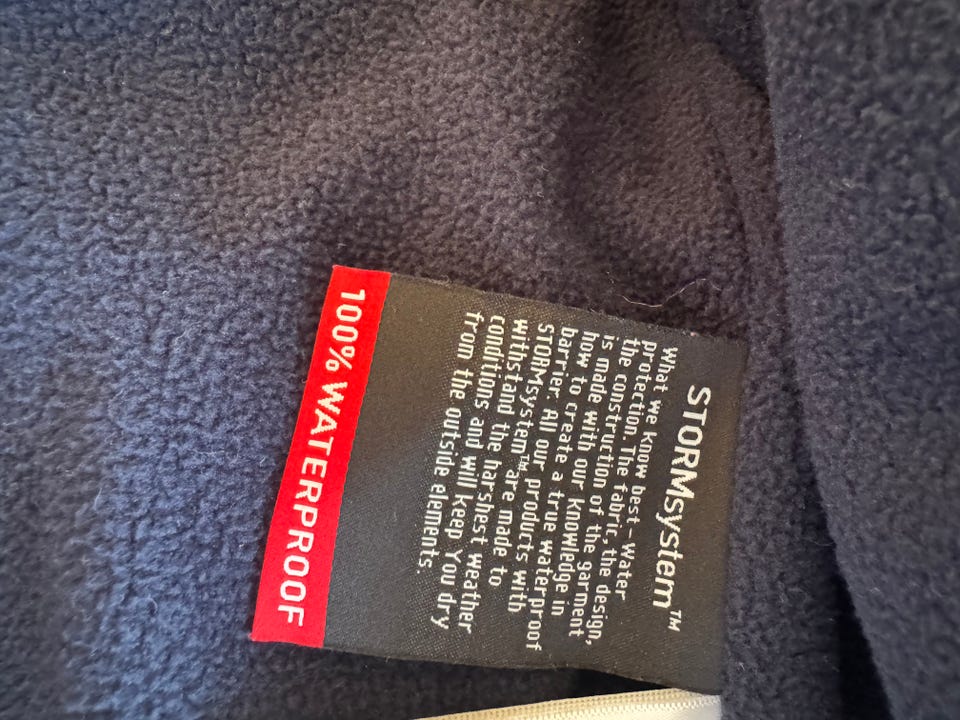 STORMsystem™
What we know best - Water
protection. The fabric, the design,
the construction of the garment
is made with our knowledge in
how to create a true waterproof
barrier. All our products with
STORMsystem™ are made to
withstand the harshest weather
conditions and will keep You dry
from the outside elements.
100% WATERPROOF